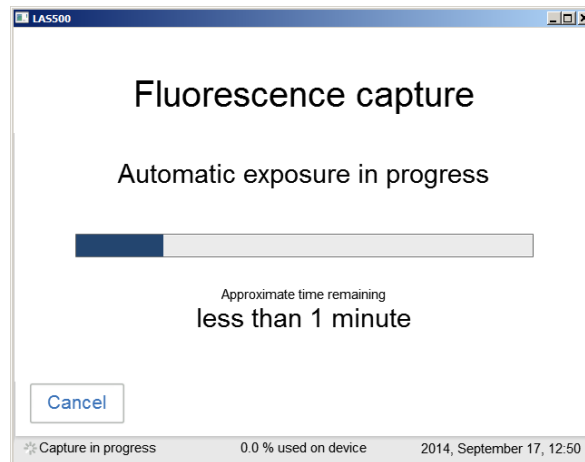 LAS500
Fluorescence capture
Automatic exposure in progress
Approximate time remaining
less than 1 minute
Cancel
Capture in progress 0.0 % used on device 2014, September 17, 12:50